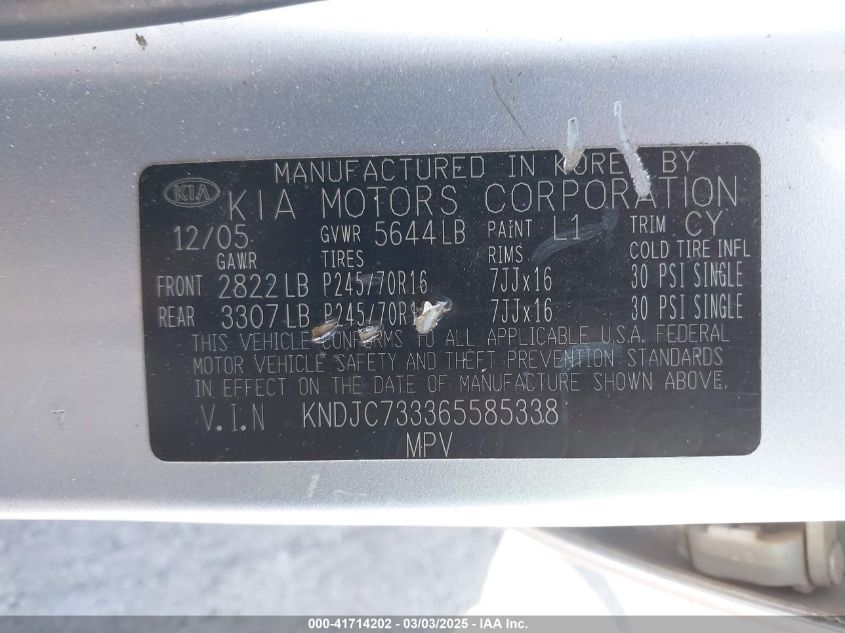 MANUFACTURED IN KOREA BY
KIA KIA MOTORS CORPORATION
12/05 GVWR 5644LB PAINT L1 TRIM CY
GAWR TIRES RIMS COLD TIRE INFL
FRONT 2822LB P245/70R16 7JJx16 30 PSI SINGLE
REAR 3307LB P245/70R1 7JJx16 30 PSI SINGLE
THIS VEHICLE CONFORMS TO ALL APPLICABLE U.S.A. FEDERAL
MOTOR VEHICLE SAFETY AND THEFT PREVENTION STANDARDS
IN EFFECT ON THE DATE OF MANUFACTURE SHOWN ABOVE.
V.I.N KNDJC733365585338
MPV
000-41714202 - 03/03/2025 - IAA Inc.